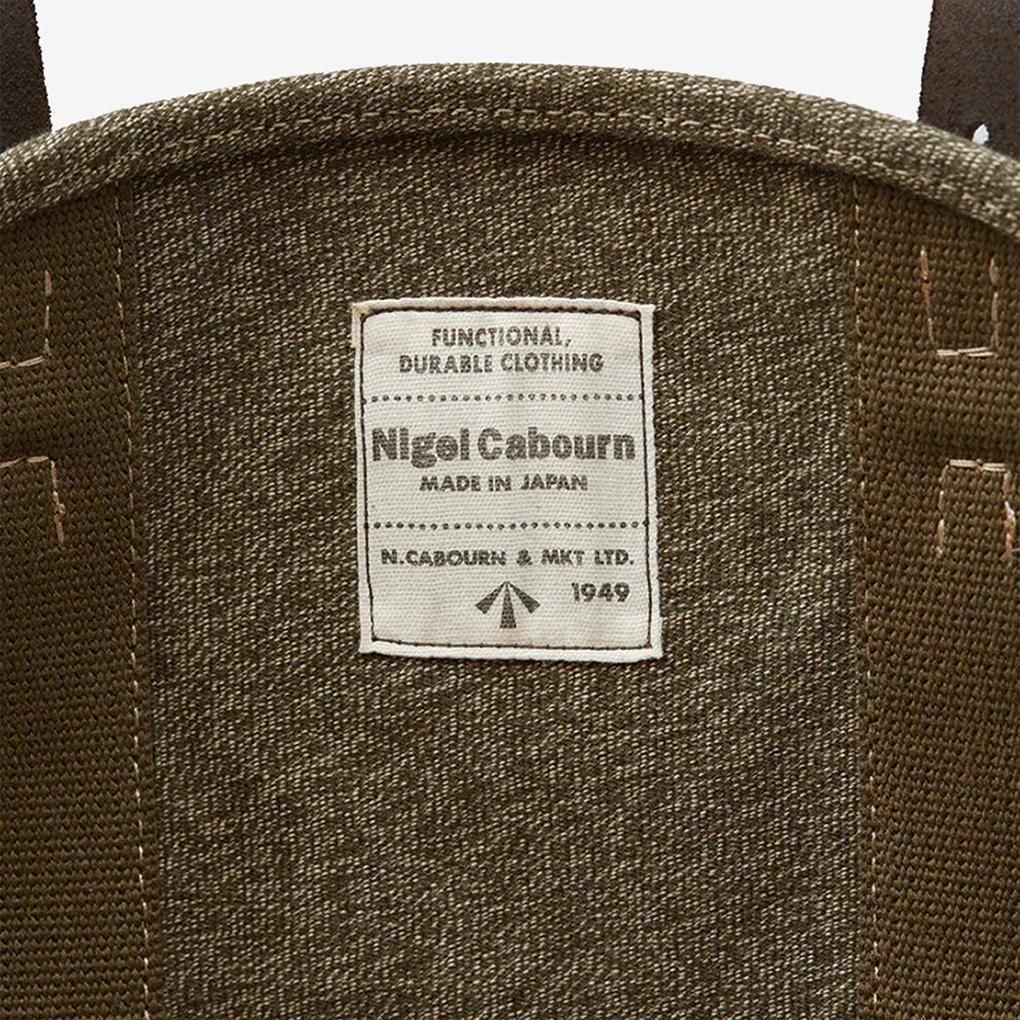 FUNCTIONAL,
DURABLE CLOTHING
Nigel Cabourn
MADE IN JAPAN
N.CABOURN & MKT LTD.
1949